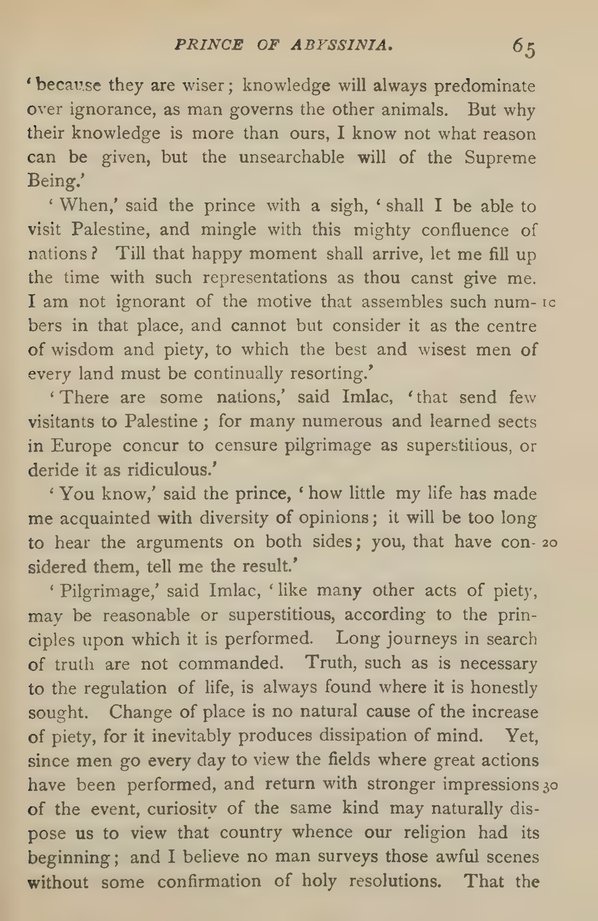 PRINCE OF ABYSSINIA. 65
‘because they are wiser; knowledge will always predominate
over ignorance, as man governs the other animals. But why
their knowledge is more than ours, I know not what reason
can be given, but the unsearchable will of the Supreme
Being.’
‘When,’ said the prince with a sigh, ‘shall I be able to
visit Palestine, and mingle with this mighty confluence of
nations? Till that happy moment shall arrive, let me fill up
the time with such representations as thou canst give me.
I am not ignorant of the motive that assembles such num- 10
bers in that place, and cannot but consider it as the centre
of wisdom and piety, to which the best and wisest men of
every land must be continually resorting.’
‘There are some nations,’ said Imlac, ‘that send few
visitants to Palestine; for many numerous and learned sects
in Europe concur to censure pilgrimage as superstitious, or
deride it as ridiculous.’
‘You know,’ said the prince, ‘how little my life has made
me acquainted with diversity of opinions; it will be too long
to hear the arguments on both sides; you, that have con- 20
sidered them, tell me the result.’
‘Pilgrimage,’ said Imlac, ‘like many other acts of piety,
may be reasonable or superstitious, according to the prin-
ciples upon which it is performed. Long journeys in search
of truth are not commanded. Truth, such as is necessary
to the regulation of life, is always found where it is honestly
sought. Change of place is no natural cause of the increase
of piety, for it inevitably produces dissipation of mind. Yet,
since men go every day to view the fields where great actions
have been performed, and return with stronger impressions 30
of the event, curiosity of the same kind may naturally dis-
pose us to view that country whence our religion had its
beginning; and I believe no man surveys those awful scenes
without some confirmation of holy resolutions. That the